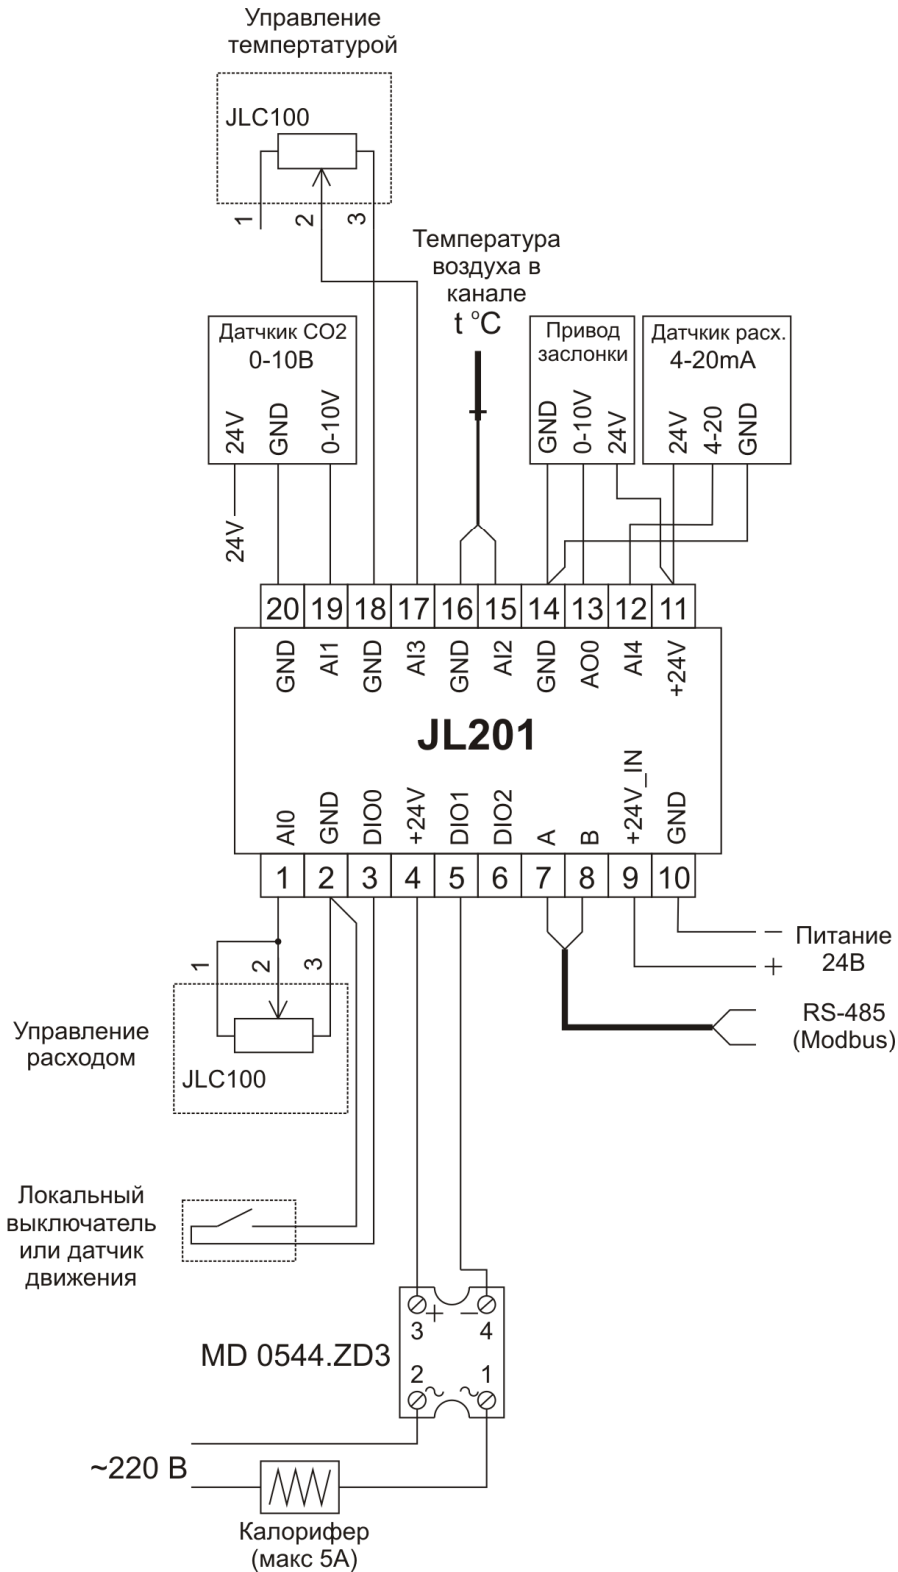 Управление
темпертатурой
JLC100
1
2
3
Температура
воздуха в
канале
t °C
Датчкик CO2
0-10В
24V
GND
0-10V
24V
Привод
заслонки
GND
0-10V
24V
Датчкик расх.
4-20mA
24V
4-20
GND
20 19 18 17 16 15 14 13 12 11
GND AI1 GND AI3 GND AI2 GND AO0 AI4 +24V
JL201
AI0 GND DIO0 +24V DIO1 DIO2 A B +24V_IN GND
1 2 3 4 5 6 7 8 9 10
1 2 3
Управление
расходом
JLC100
− Питание
+ 24В
RS-485
(Modbus)
Локальный
выключатель
или датчик
движения
+ −
3 4
MD 0544.ZD3
2 1
~ ~
~220 В
Калорифер
(макс 5А)